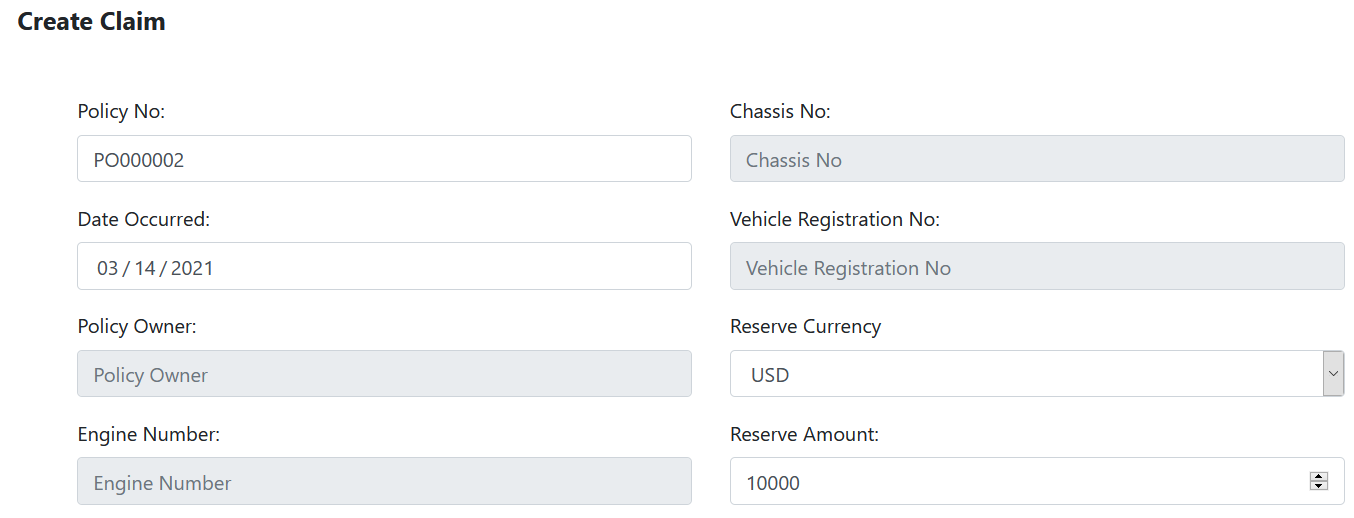 Create Claim
Policy No:
PO000002
Date Occurred:
03 / 14 / 2021
Policy Owner:
Policy Owner
Engine Number:
Engine Number
Chassis No:
Chassis No
Vehicle Registration No:
Vehicle Registration No
Reserve Currency
USD
Reserve Amount:
10000